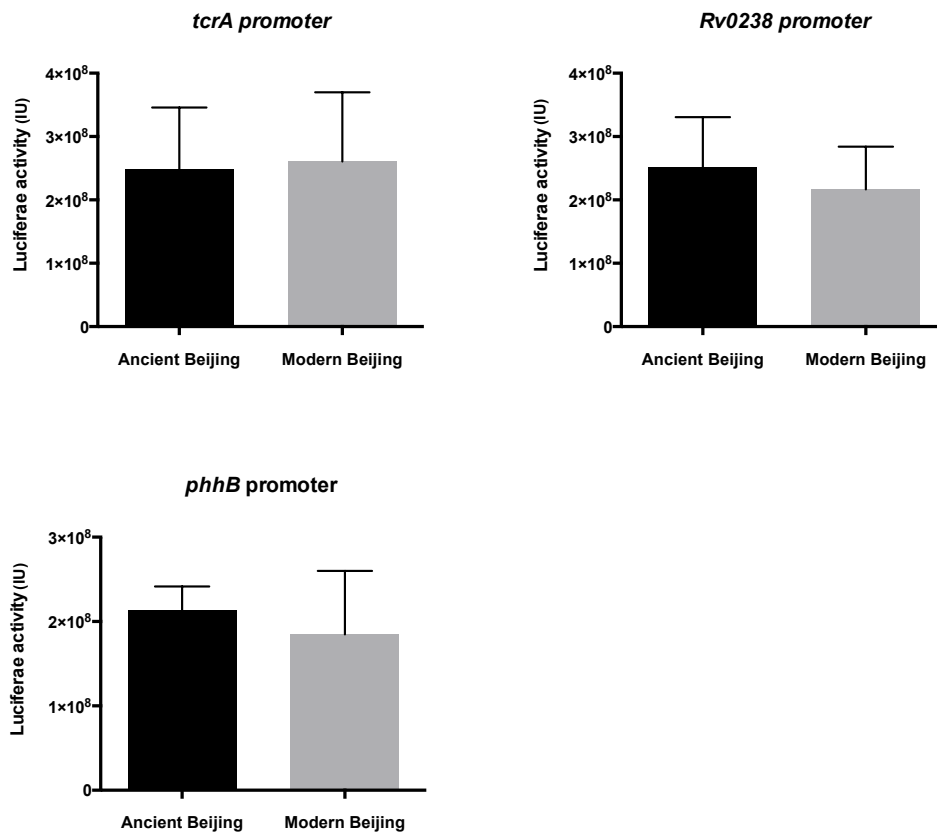 tcrA promoter
Luciferae activity (IU)
4×10⁸
3×10⁸
2×10⁸
1×10⁸
0
Ancient Beijing Modern Beijing
Rv0238 promoter
Luciferae activity (IU)
4×10⁸
3×10⁸
2×10⁸
1×10⁸
0
Ancient Beijing Modern Beijing
phhB promoter
Luciferae activity (IU)
3×10⁸
2×10⁸
1×10⁸
0
Ancient Beijing Modern Beijing